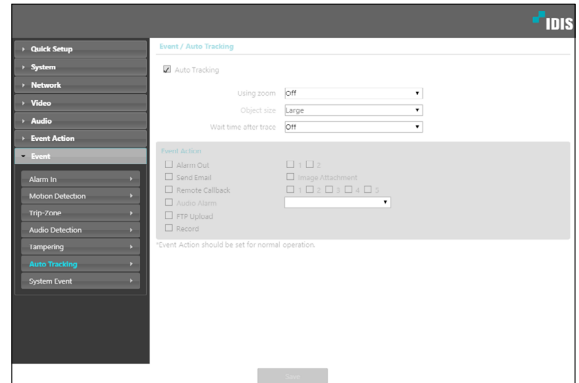 IDIS
Quick Setup
System
Network
Video
Audio
Event Action
Event
Alarm In
Motion Detection
Trip-Zone
Audio Detection
Tampering
Auto Tracking
System Event
Event / Auto Tracking
Auto Tracking
Using zoom Off
Object size Large
Wait time after trace Off
Event Action
Alarm Out 1 2
Send Email Image Attachment
Remote Callback 1 2 3 4 5
Audio Alarm
FTP Upload
Record
*Event Action should be set for normal operation.
Save